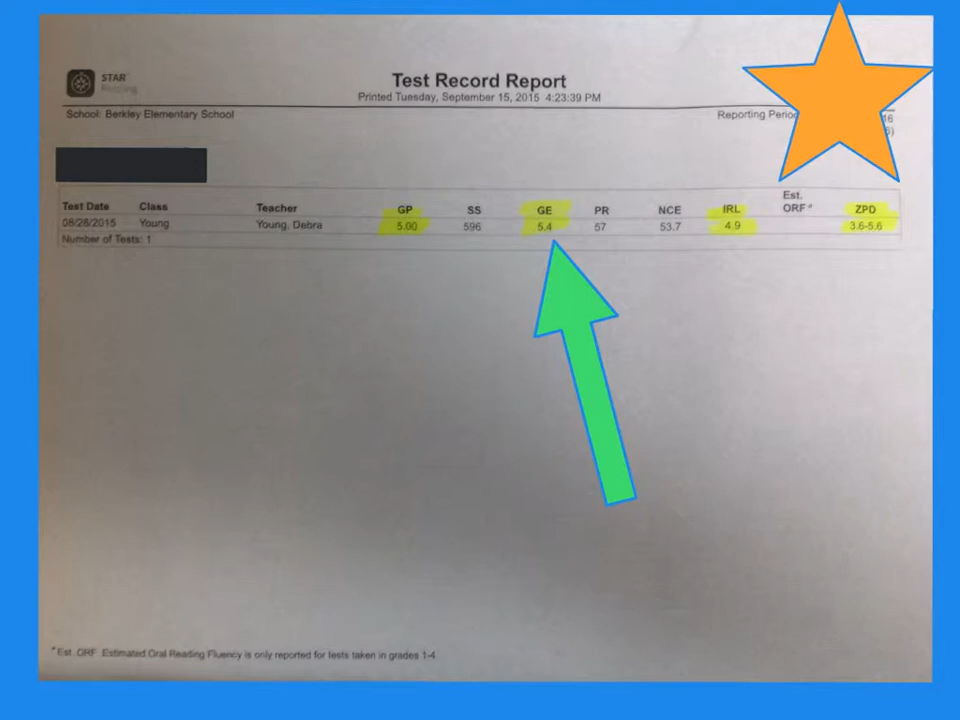 STAR
Reading
Test Record Report
Printed Tuesday, September 15, 2015 4:23:39 PM
School: Berkley Elementary School
Reporting Period
16
Test Date Class Teacher GP SS GE PR NCE IRL Est. ORF* ZPD
08/28/2015 Young Young, Debra 5.00 596 5.4 57 53.7 4.9 3.6-5.6
Number of Tests: 1
*Est. ORF: Estimated Oral Reading Fluency is only reported for tests taken in grades 1-4